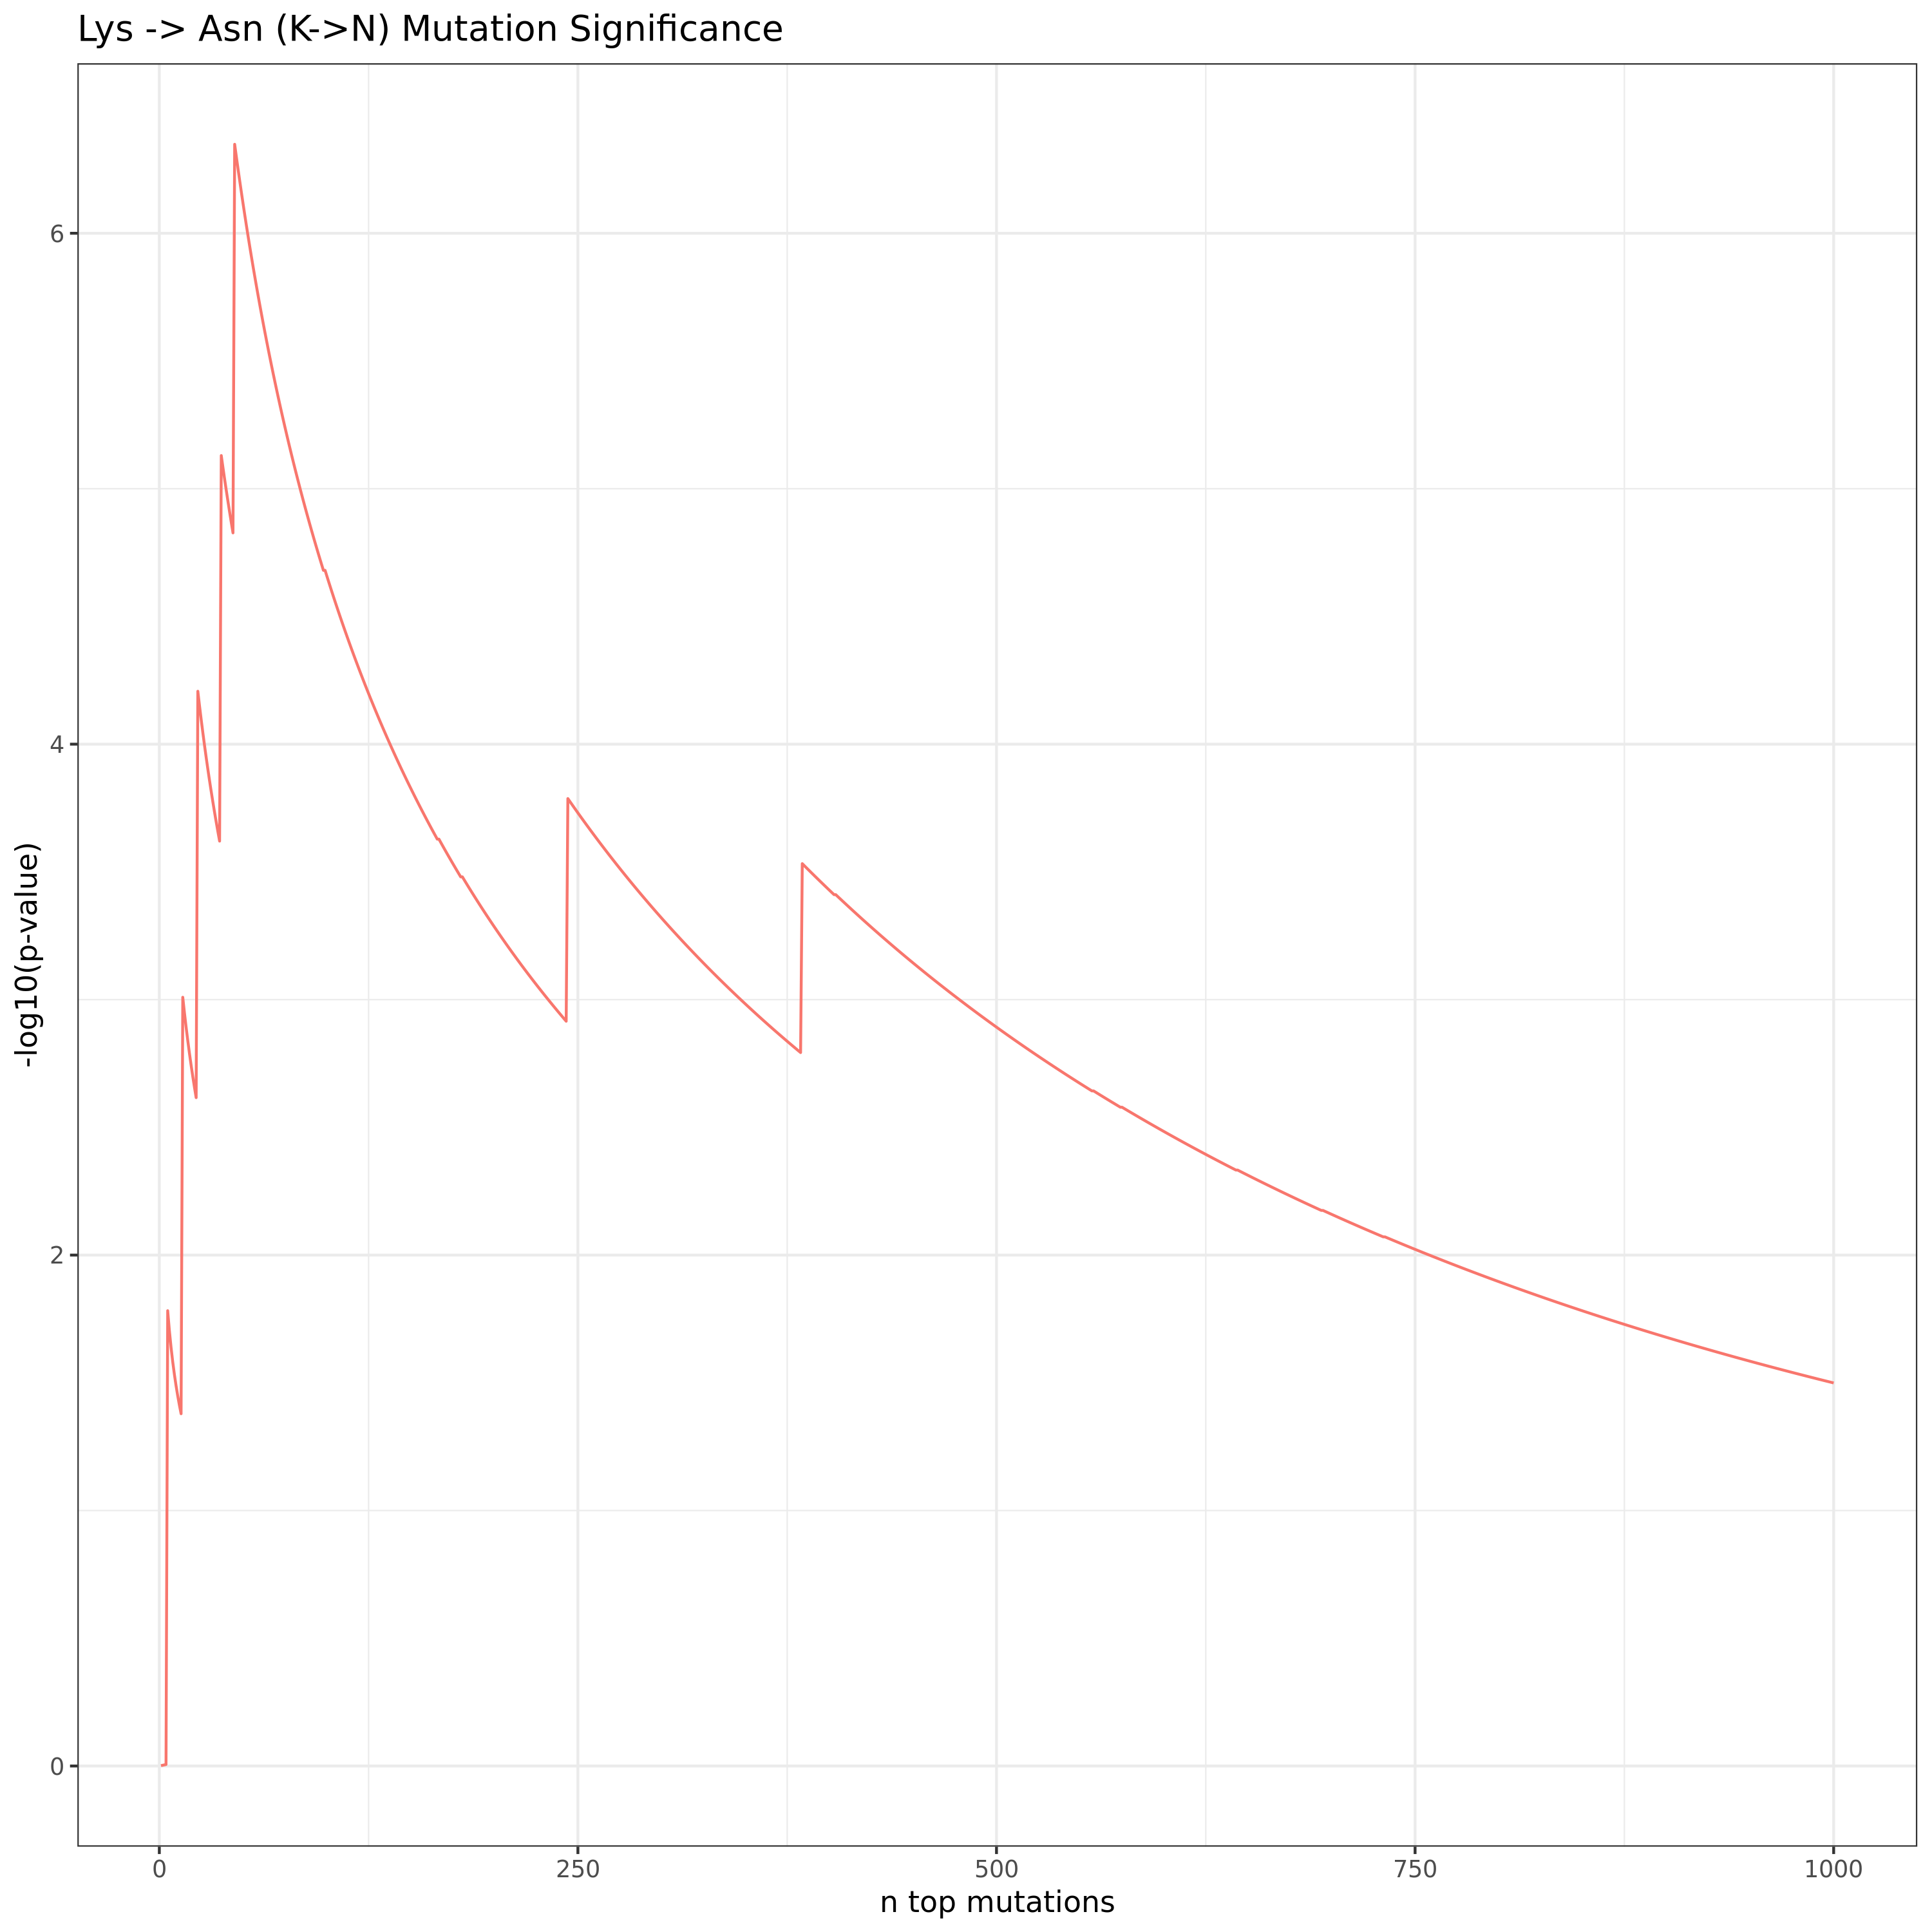 Lys -> Asn (K->N) Mutation Significance
-log10(p-value)
6
4
2
0
0 250 500 750 1000
n top mutations